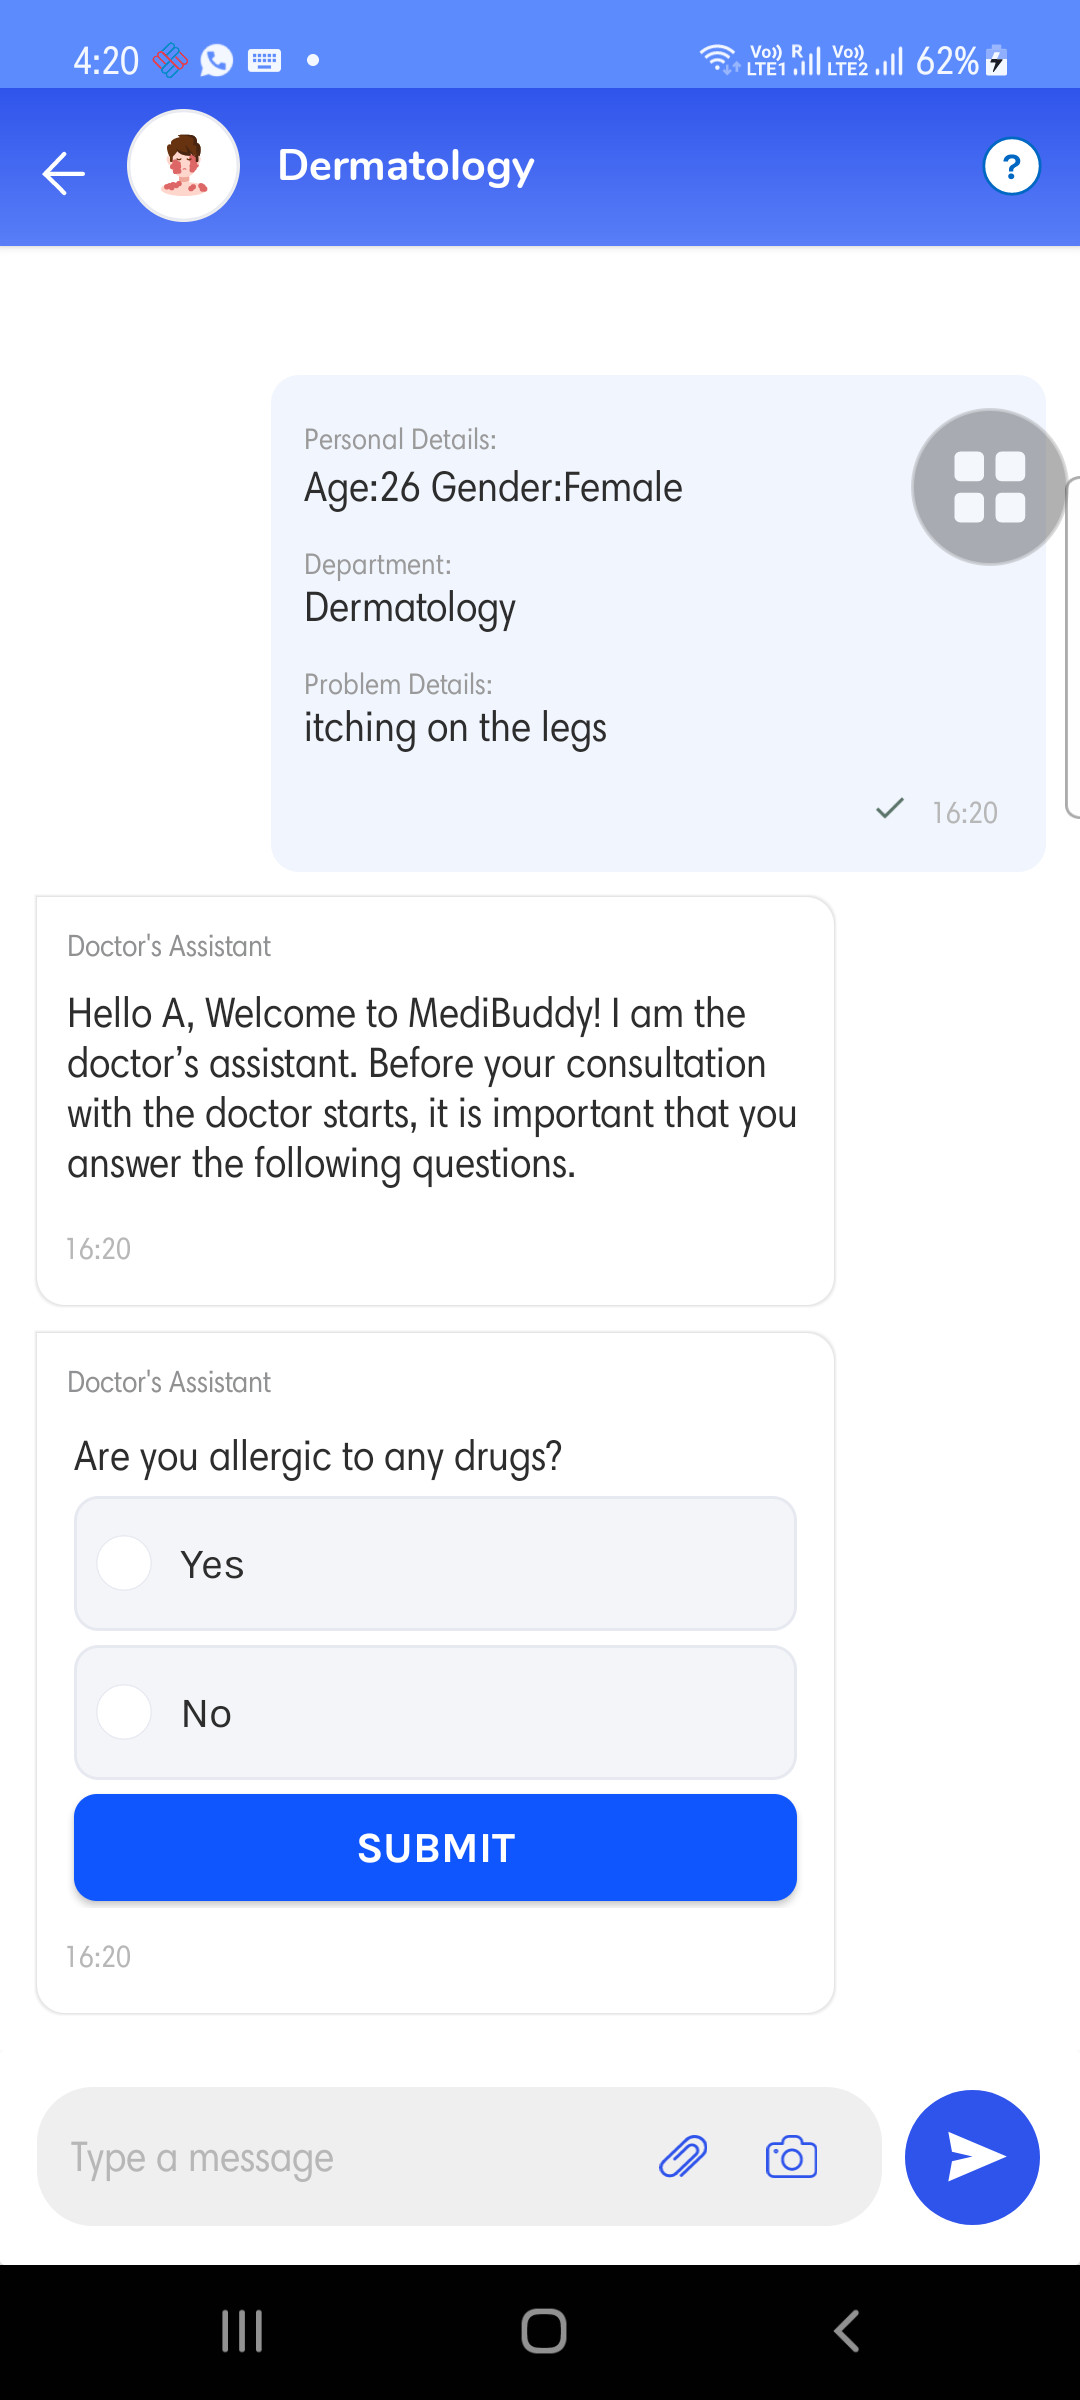 4:20 Vo)) R Vo)) 62%
LTE1 LTE2
Dermatology ?
Personal Details:
Age:26 Gender:Female
Department:
Dermatology
Problem Details:
itching on the legs
16:20
Doctor's Assistant
Hello A, Welcome to MediBuddy! I am the
doctor’s assistant. Before your consultation
with the doctor starts, it is important that you
answer the following questions.
16:20
Doctor's Assistant
Are you allergic to any drugs?
Yes
No
SUBMIT
16:20
Type a message